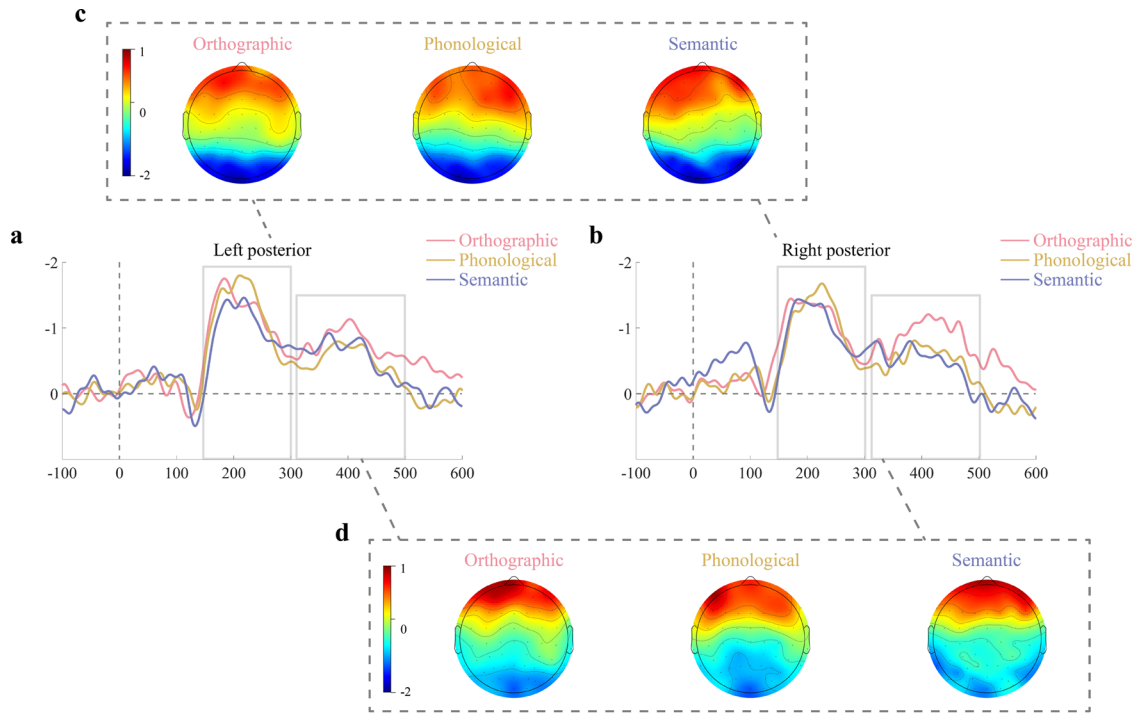 c
Orthographic Phonological Semantic
1
0
-2
a
Left posterior
Orthographic
Phonological
Semantic
-2
-1
0
-100 0 100 200 300 400 500 600
b
Right posterior
Orthographic
Phonological
Semantic
-2
-1
0
-100 0 100 200 300 400 500 600
d
Orthographic Phonological Semantic
1
0
-2